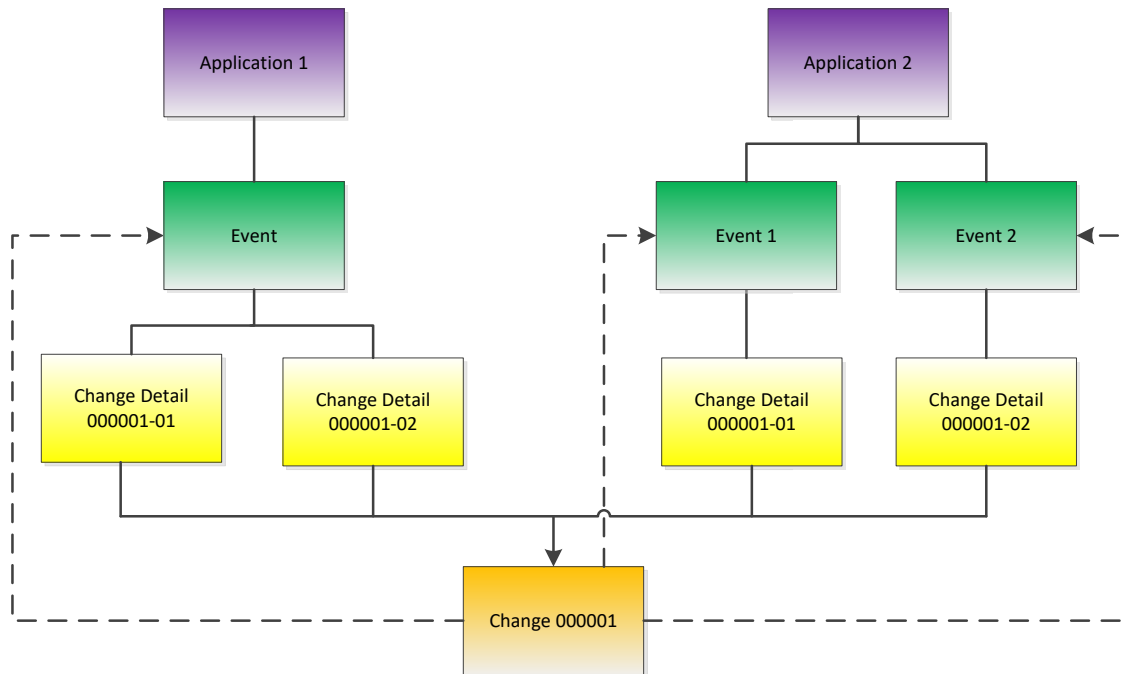 Application 1
Application 2
Event
Event 1
Event 2
Change Detail
000001-01
Change Detail
000001-02
Change Detail
000001-01
Change Detail
000001-02
Change 000001